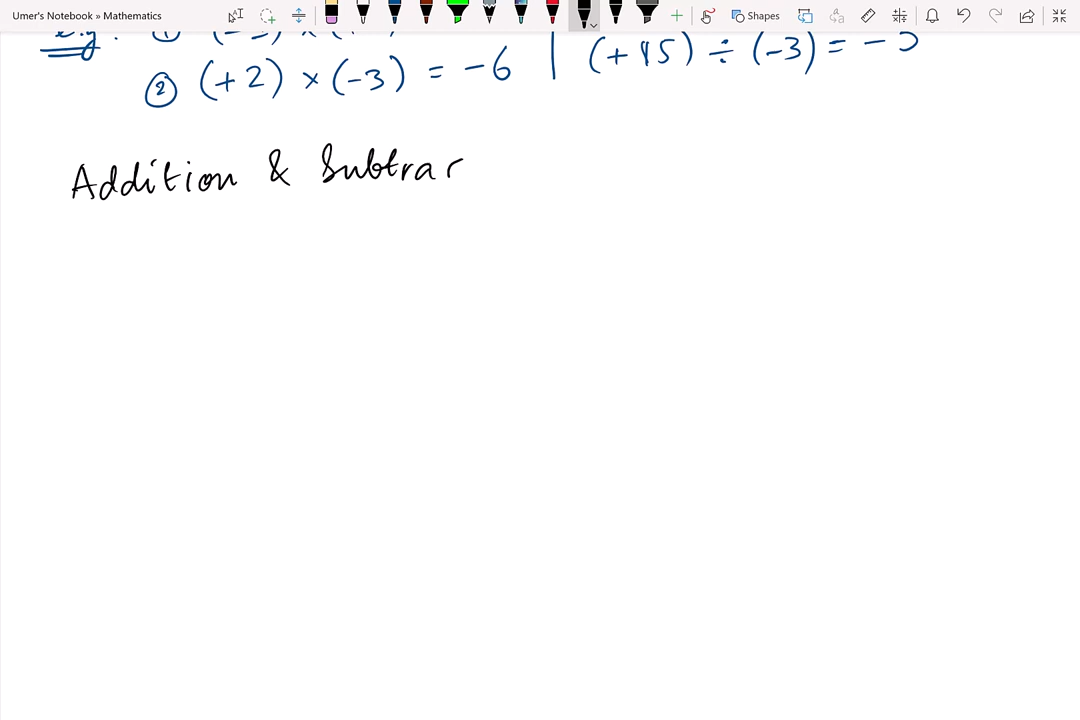 Umer's Notebook » Mathematics
Shapes
e.g.
② (+2) × (-3) = -6 | (+15) ÷ (-3) = -5
Addition & Subtrac